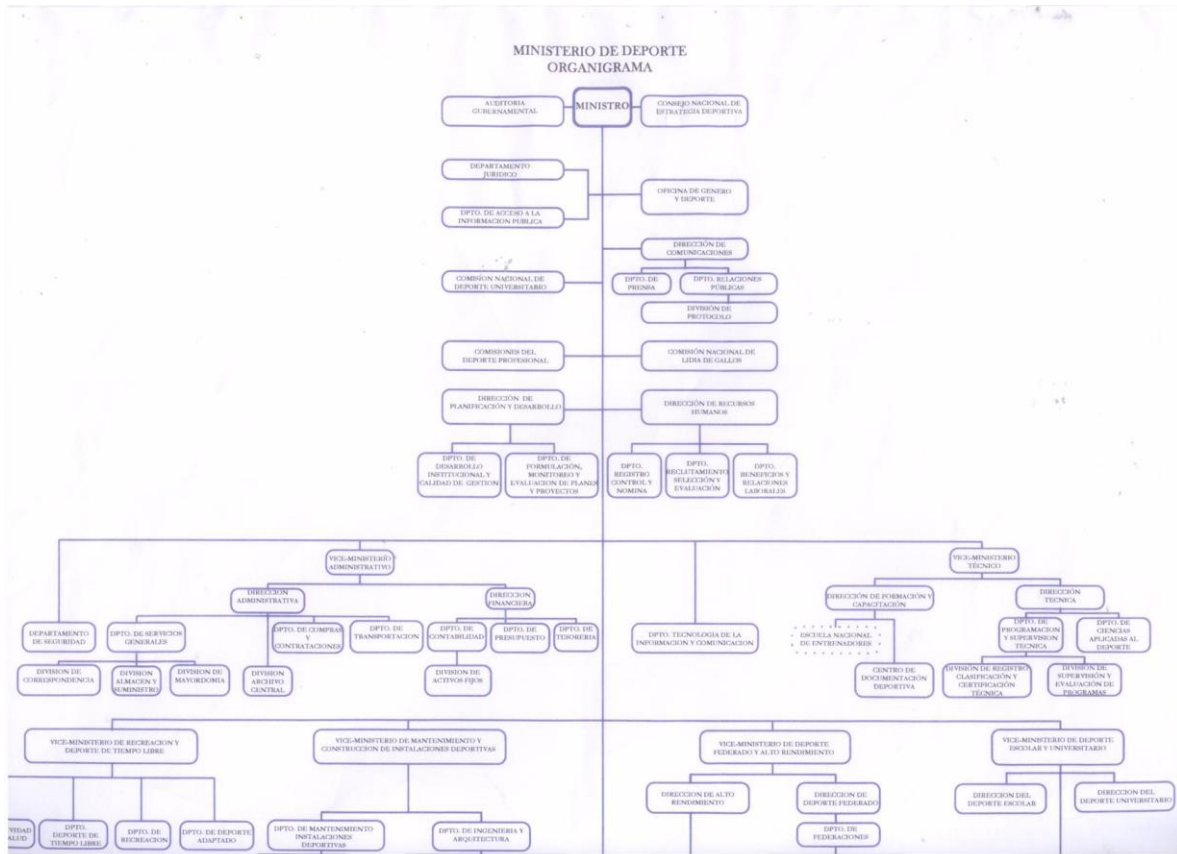 MINISTERIO DE DEPORTE
ORGANIGRAMA
AUDITORIA
GUBERNAMENTAL
MINISTRO
CONSEJO NACIONAL DE
ESTRATEGIA DEPORTIVA
DEPARTAMENTO
JURIDICO
OFICINA DE GENERO
Y DEPORTE
DPTO. DE ACCESO A LA
INFORMACION PUBLICA
DIRECCIÓN DE
COMUNICACIONES
COMISION NACIONAL DE
DEPORTE UNIVERSITARIO
DPTO. DE
PRENSA
DPTO. RELACIONES
PÚBLICAS
DIVISIÓN DE
PROTOCOLO
COMISIONES DEL
DEPORTE PROFESIONAL
COMISIÓN NACIONAL DE
LIDIA DE GALLOS
DIRECCIÓN DE
PLANIFICACIÓN Y DESARROLLO
DIRECCIÓN DE RECURSOS
HUMANOS
DPTO. DE
DESARROLLO
INSTITUCIONAL Y
CALIDAD DE GESTION
DPTO. DE
FORMULACIÓN,
MONITOREO Y
EVALUACION DE PLANES
Y PROYECTOS
DPTO.
REGISTRO
CONTROL Y
NOMINA
DPTO.
RECLUTAMIENTO
SELECCIÓN Y
EVALUACIÓN
DPTO.
BENEFICIOS Y
RELACIONES
LABORALES
VICE-MINISTERIO
ADMINISTRATIVO
VICE-MINISTERIO
TÉCNICO
DIRECCION
ADMINISTRATIVA
DIRECCION
FINANCIERA
DIRECCIÓN DE FORMACIÓN Y
CAPACITACIÓN
DIRECCIÓN
TECNICA
DEPARTAMENTO
DE SEGURIDAD
DPTO. DE SERVICIOS
GENERALES
DPTO. DE COMPRAS
Y
CONTRATACIONES
DPTO. DE
TRANSPORTACION
DPTO. DE
CONTABILIDAD
DPTO. DE
PRESUPUESTO
DPTO. DE
TESORERIA
DPTO. TECNOLOGIA DE LA
INFORMACION Y COMUNICACION
ESCUELA NACIONAL
DE ENTRENADORES
DPTO. DE
PROGRAMACION
Y SUPERVISION
TECNICA
DPTO. DE
CIENCIAS
APLICADAS AL
DEPORTE
DIVISION DE
CORRESPONDENCIA
DIVISION
ALMACEN y
SUMINISTRO
DIVISION DE
MAYORDOMIA
DIVISION
ARCHIVO
CENTRAL
DIVISION DE
ACTIVOS FIJOS
CENTRO DE
DOCUMENTACIÓN
DEPORTIVA
DIVISIÓN DE REGISTRO
CLASIFICACIÓN Y
CERTIFICACIÓN
TÉCNICA
DIVISIÓN DE
SUPERVISIÓN Y
EVALUACIÓN DE
PROGRAMAS
VICE-MINISTERIO DE RECREACION Y
DEPORTE DE TIEMPO LIBRE
VICE-MINISTERIO DE MANTENIMIENTO Y
CONSTRUCCION DE INSTALACIONES DEPORTIVAS
VICE-MINISTERIO DE DEPORTE
FEDERADO Y ALTO RENDIMIENTO
VICE-MINISTERIO DE DEPORTE
ESCOLAR Y UNIVERSITARIO
DIRECCION DE ALTO
RENDIMIENTO
DIRECCION DE
DEPORTE FEDERADO
DIRECCION DEL
DEPORTE ESCOLAR
DIRECCION DEL
DEPORTE UNIVERSITARIO
VIDAD
ALUD
DPTO.
DEPORTE DE
TIEMPO LIBRE
DPTO. DE
RECREACION
DPTO. DE DEPORTE
ADAPTADO
DPTO. DE MANTENIMIENTO
INSTALACIONES
DEPORTIVAS
DPTO. DE INGENIERIA Y
ARQUITECTURA
DPTO. DE
FEDERACIONES